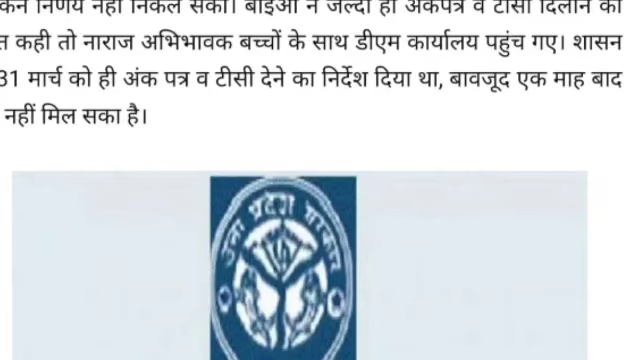 निर्णय नहीं निकल सका। बीईओ ने जल्दी ही अंकपत्र व टीसी दिलाने की
कही तो नाराज अभिभावक बच्चों के साथ डीएम कार्यालय पहुंच गए। शासन
31 मार्च को ही अंक पत्र व टीसी देने का निर्देश दिया था, बावजूद एक माह बाद
नहीं मिल सका है।
उत्तर प्रदेश सरकार